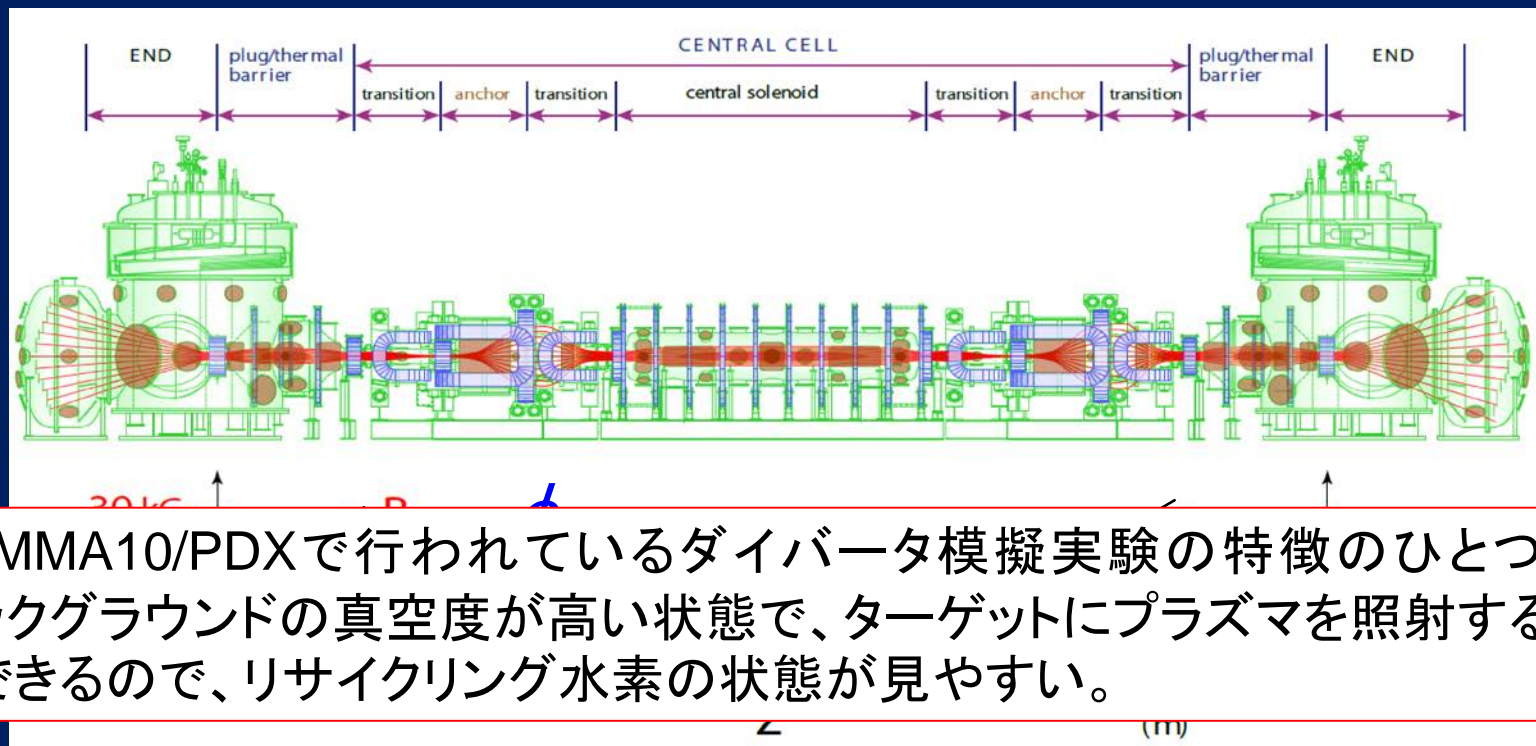 END
plug/thermal
barrier
CENTRAL CELL
plug/thermal
barrier
END
transition
anchor
transition
central solenoid
transition
anchor
transition
MMA10/PDXで行われているダイバータ模擬実験の特徴のひとつ
クグラウンドの真空度が高い状態で、ターゲットにプラズマを照射する
できるので、リサイクリング水素の状態が見やすい。
(m)